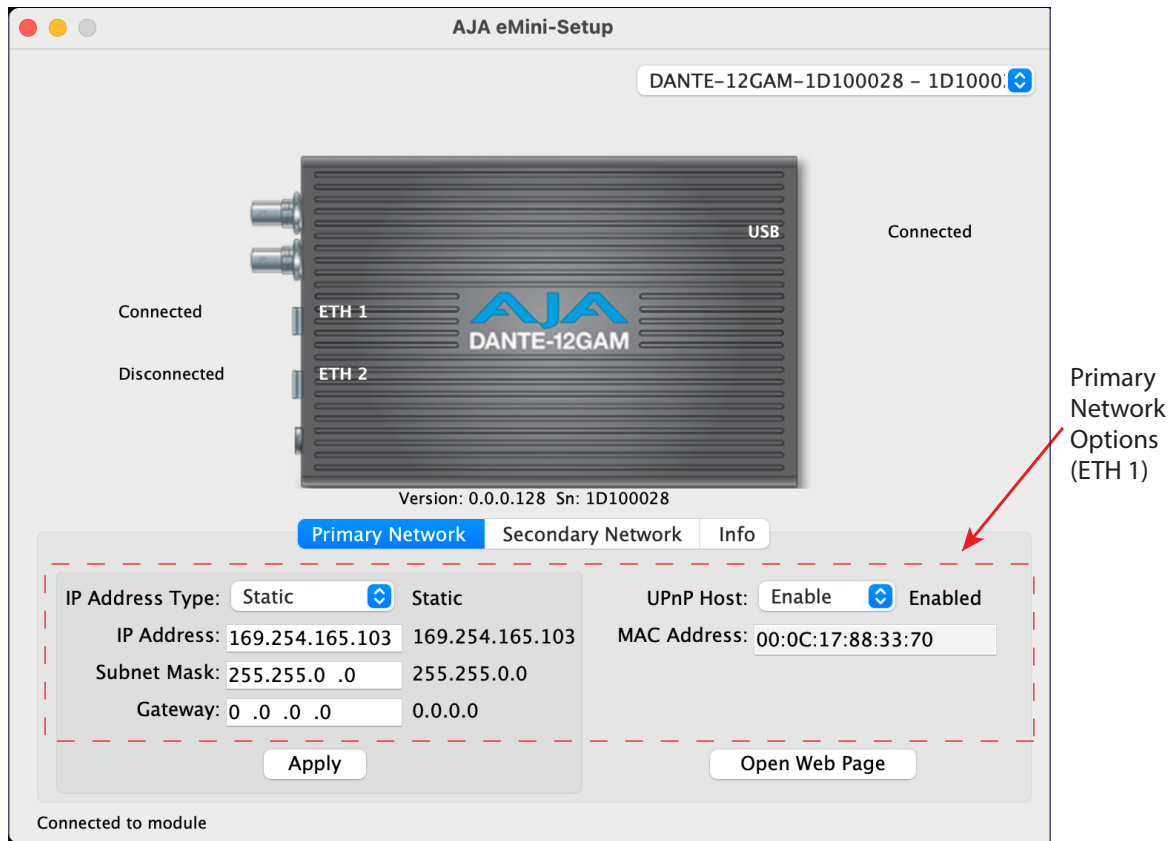 AJA eMini-Setup
DANTE-12GAM-1D100028 - 1D1000
USB
Connected
Connected
ETH 1
AJA
DANTE-12GAM
Disconnected
ETH 2
Primary
Network
Options
(ETH 1)
Version: 0.0.0.128 Sn: 1D100028
Primary Network Secondary Network Info
IP Address Type: Static Static
UPnP Host: Enable Enabled
IP Address: 169.254.165.103 169.254.165.103
MAC Address: 00:0C:17:88:33:70
Subnet Mask: 255.255.0 .0 255.255.0.0
Gateway: 0 .0 .0 .0 0.0.0.0
Apply
Open Web Page
Connected to module